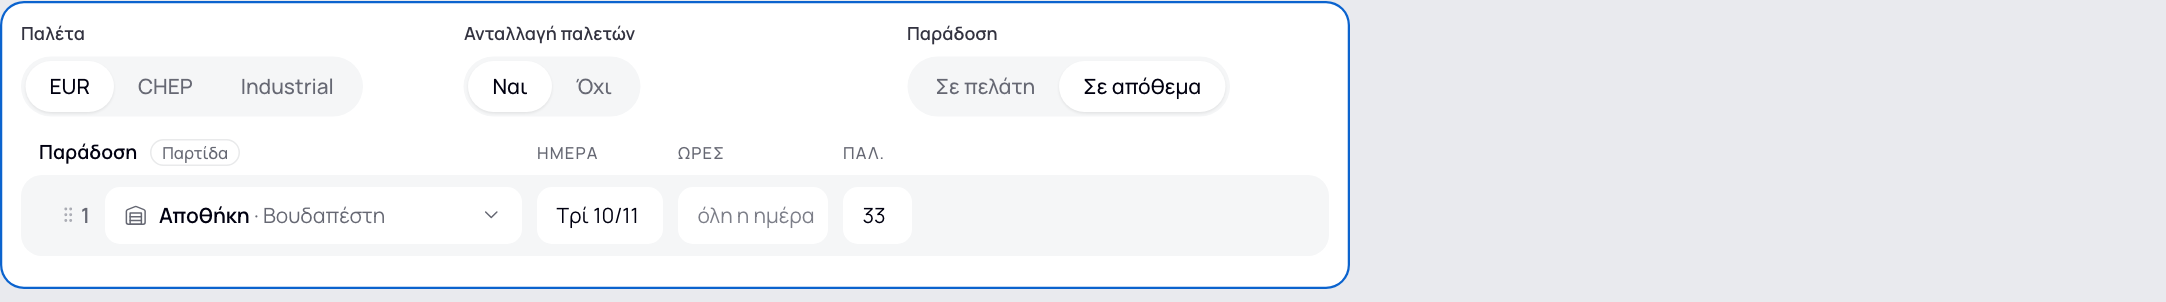 Παλέτα Ανταλλαγή παλετών Παράδοση
EUR CHEP Industrial Ναι Όχι Σε πελάτη Σε απόθεμα
Παράδοση Παρτίδα ΗΜΕΡΑ ΩΡΕΣ ΠΑΛ.
1 Αποθήκη · Βουδαπέστη Τρί 10/11 όλη η ημέρα 33